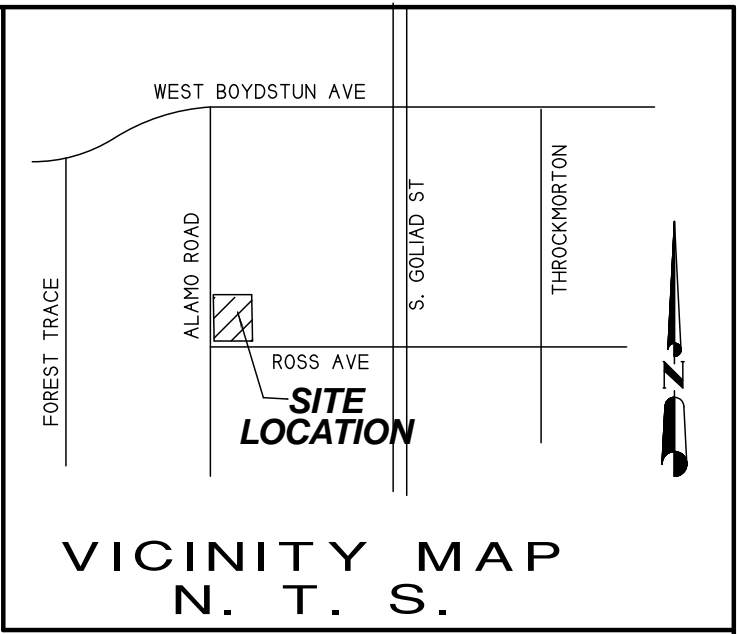 WEST BOYDSTUN AVE
FOREST TRACE
ALAMO ROAD
S. GOLIAD ST
THROCKMORTON
ROSS AVE
SITE
LOCATION
N
VICINITY MAP
N. T. S.